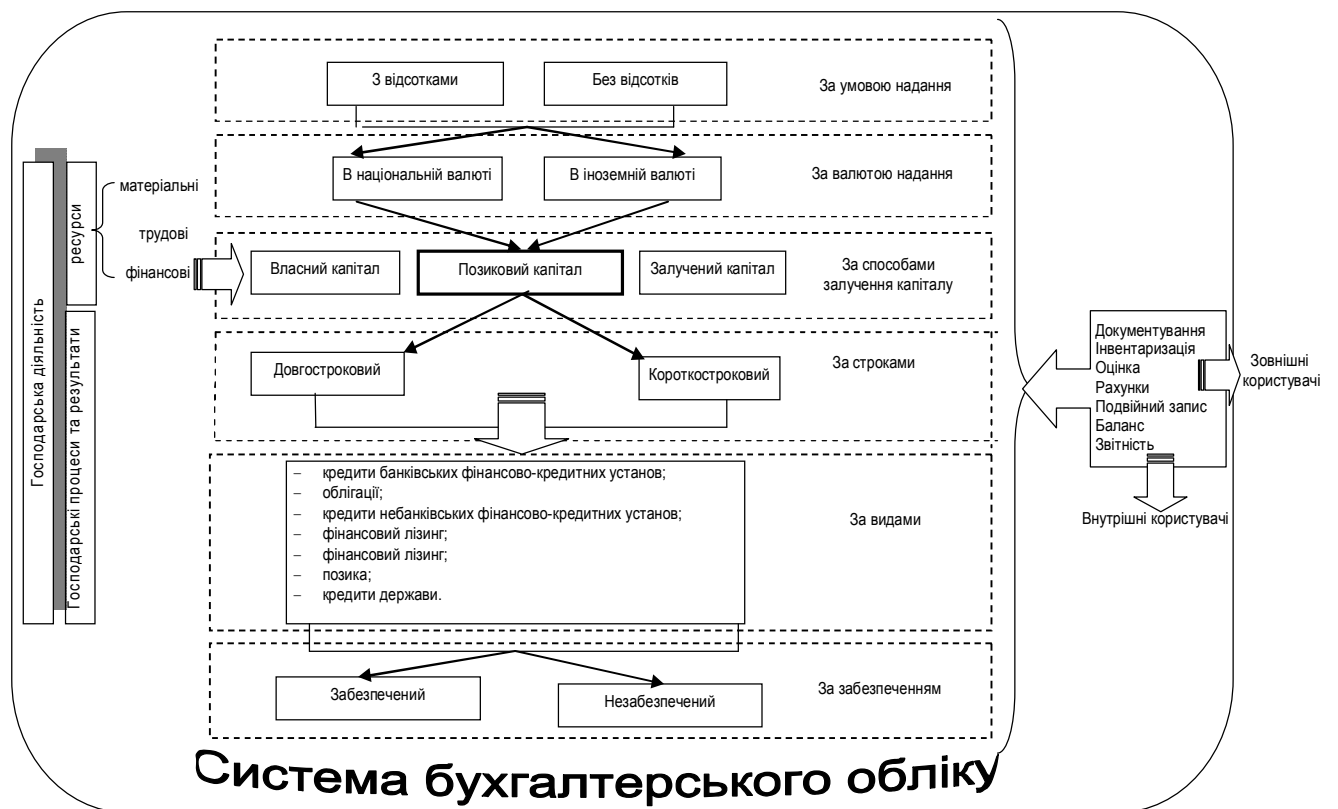 З відсотками
Без відсотків
За умовою надання
В національній валюті
В іноземній валюті
За валютою надання
Господарська діяльність
ресурси
Господарські процеси та результати
матеріальні
трудові
фінансові
Власний капітал
Позиковий капітал
Залучений капітал
За способами
залучення капіталу
Довгостроковий
Короткостроковий
За строками
Документування
Інвентаризація
Оцінка
Рахунки
Подвійний запис
Баланс
Звітність
Зовнішні
користувачі
Внутрішні користувачі
– кредити банківських фінансово-кредитних установ;
– облігації;
– кредити небанківських фінансово-кредитних установ;
– фінансовий лізинг;
– фінансовий лізинг;
– позика;
– кредити держави.
За видами
Забезпечений
Незабезпечений
За забезпеченням
Система бухгалтерського обліку